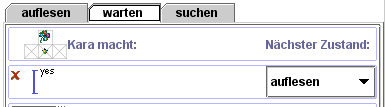 auflesen warten suchen
Kara macht: Nächster Zustand:
yes auflesen